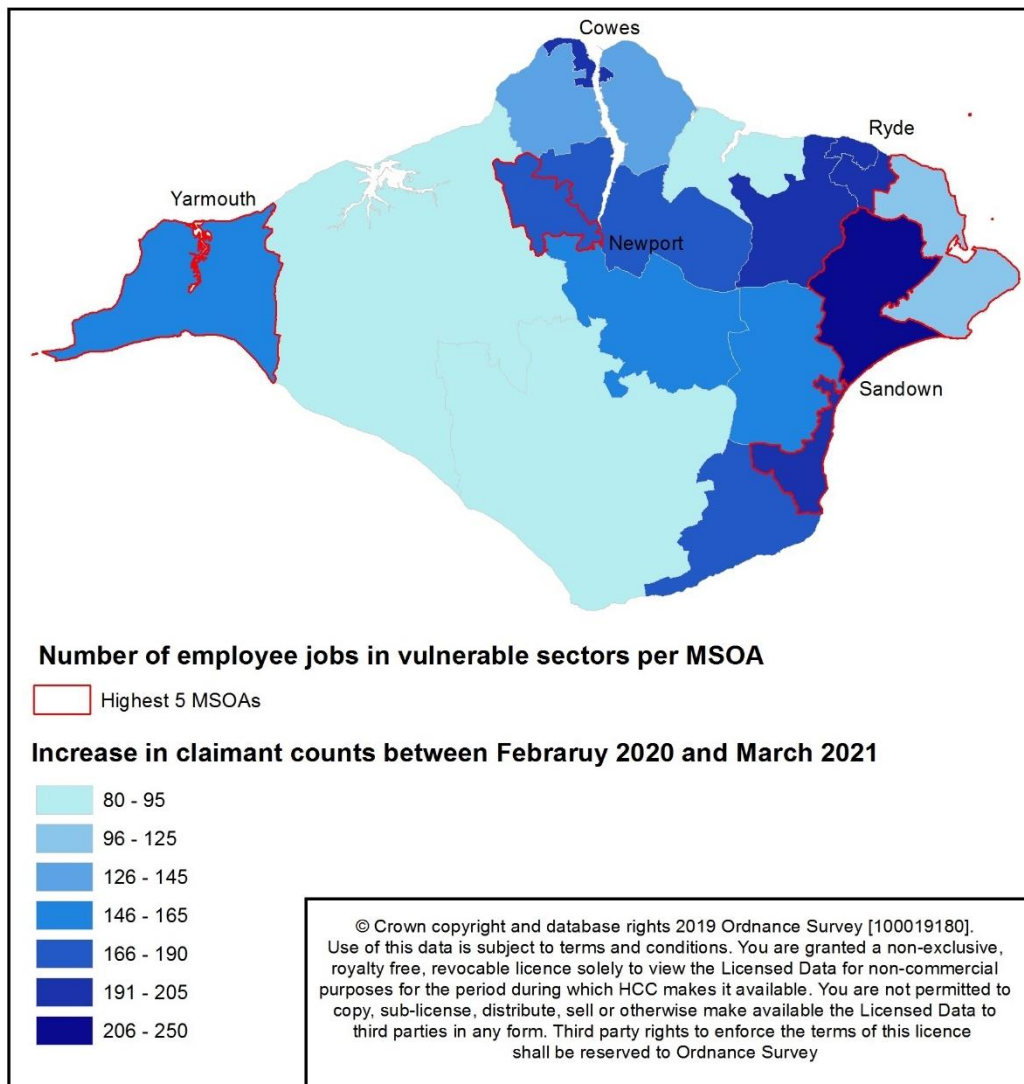 Cowes
Ryde
Yarmouth
Newport
Sandown
Number of employee jobs in vulnerable sectors per MSOA
Highest 5 MSOAs
Increase in claimant counts between Febraruy 2020 and March 2021
80 - 95
96 - 125
126 - 145
146 - 165
166 - 190
191 - 205
206 - 250
© Crown copyright and database rights 2019 Ordnance Survey [100019180].
Use of this data is subject to terms and conditions. You are granted a non-exclusive,
royalty free, revocable licence solely to view the Licensed Data for non-commercial
purposes for the period during which HCC makes it available. You are not permitted to
copy, sub-license, distribute, sell or otherwise make available the Licensed Data to
third parties in any form. Third party rights to enforce the terms of this licence
shall be reserved to Ordnance Survey